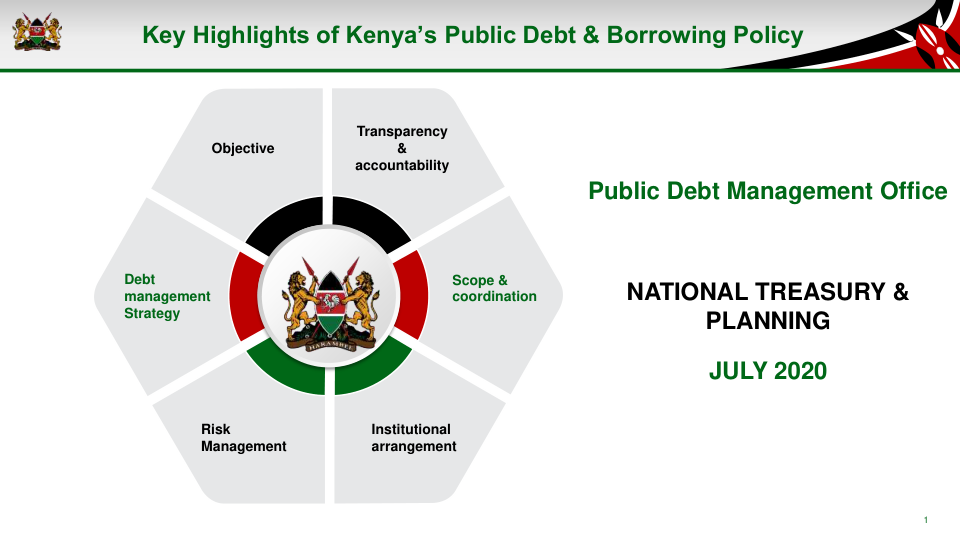 Key Highlights of Kenya’s Public Debt & Borrowing Policy
Objective
Transparency
&
accountability
Debt
management
Strategy
Scope &
coordination
HARAMBEE
Risk
Management
Institutional
arrangement
Public Debt Management Office
NATIONAL TREASURY &
PLANNING
JULY 2020
1